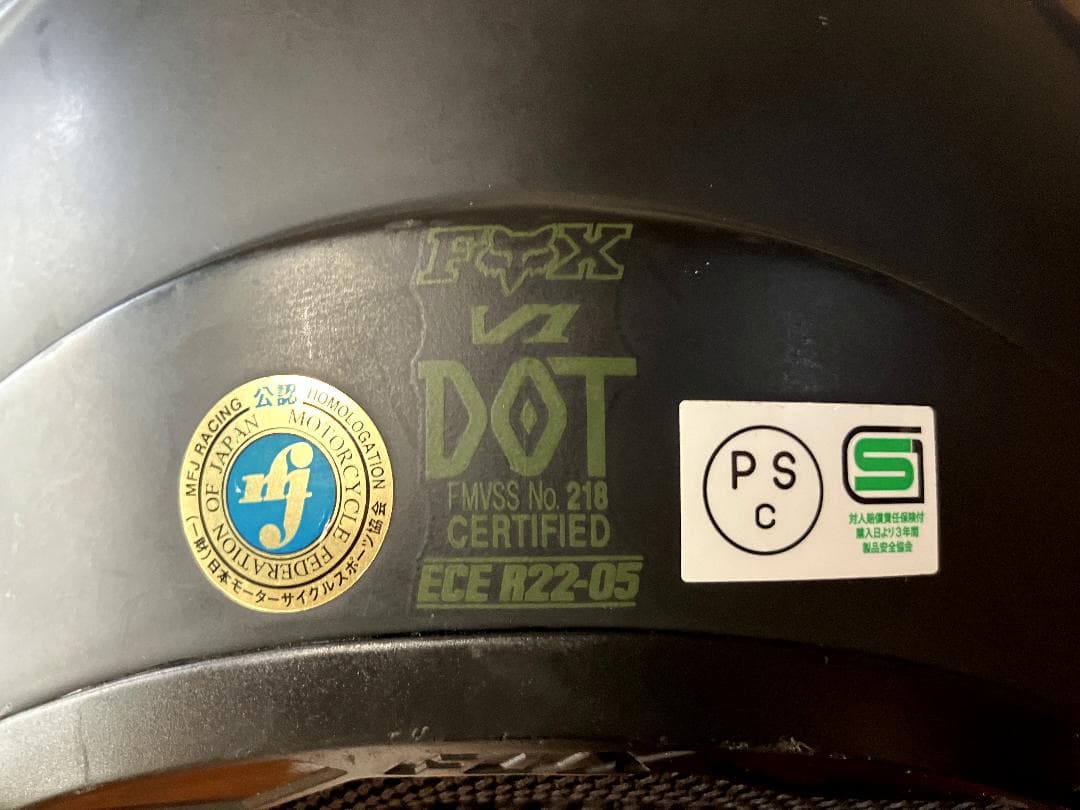 MFJ RACING 公認 HOMOLOGATION
MOTORCYCLE FEDERATION OF JAPAN
mfj
(一財)日本モーターサイクルスポーツ協会
FOX
V1
DOT
FMVSS No. 218
CERTIFIED
ECE R22-05
PS
C
S
対人賠償責任保険付
購入日より3年間
製品安全協会